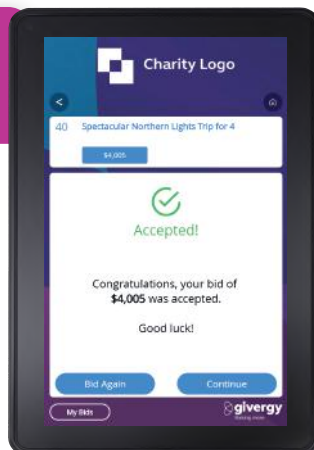 Charity Logo
40 Spectacular Northern Lights Trip for 4
$4,005
Accepted!
Congratulations, your bid of
$4,005 was accepted.
Good luck!
Bid Again Continue
My Bids givergy